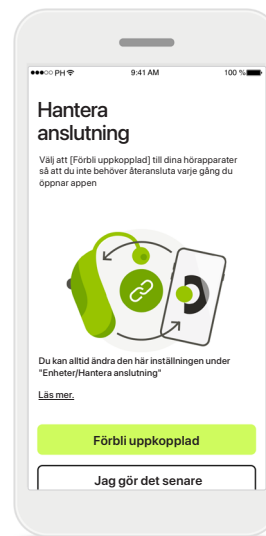 PH 9:41 AM 100 %
Hantera
anslutning
Välj att [Förbli uppkopplad] till dina hörapparater
så att du inte behöver återansluta varje gång du
öppnar appen
Du kan alltid ändra den här inställningen under
"Enheter/Hantera anslutning"
Läs mer.
Förbli uppkopplad
Jag gör det senare